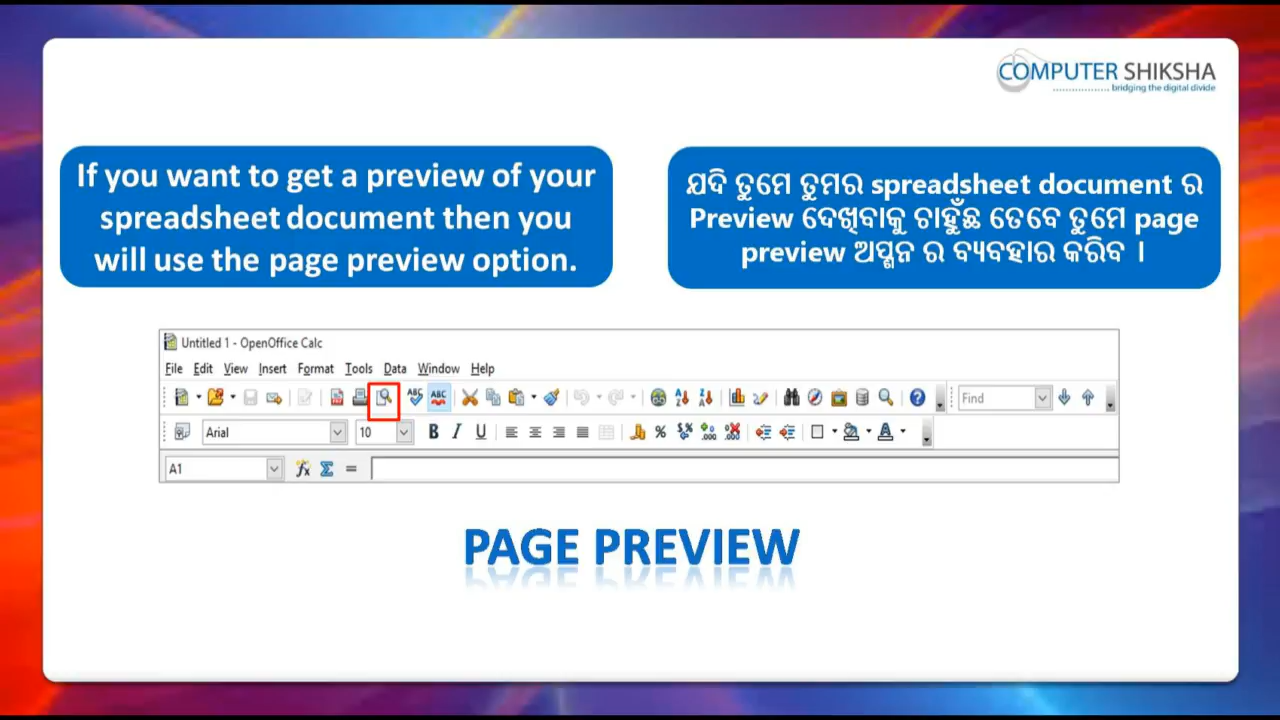 COMPUTER SHIKSHA
bridging the digital divide
If you want to get a preview of your
spreadsheet document then you
will use the page preview option.
ଯଦି ତୁମେ ତୁମର spreadsheet document ର
Preview ଦେଖିବାକୁ ଚାହୁଁଛ ତେବେ ତୁମେ page
preview ଅପ୍ସନ ର ବ୍ୟବହାର କରିବ ।
Untitled 1 - OpenOffice Calc
File Edit View Insert Format Tools Data Window Help
Find
Arial 10 B I U
A1
PAGE PREVIEW